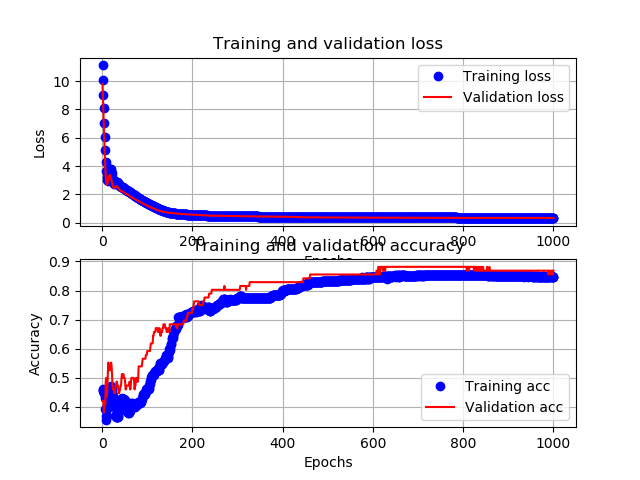 Training and validation loss
10
8
6
4
2
0
Loss
Training loss
Validation loss
0
200
400
600
800
1000
Epochs
Training and validation accuracy
0.9
0.8
0.7
0.6
0.5
0.4
Accuracy
Training acc
Validation acc
0
200
400
600
800
1000
Epochs